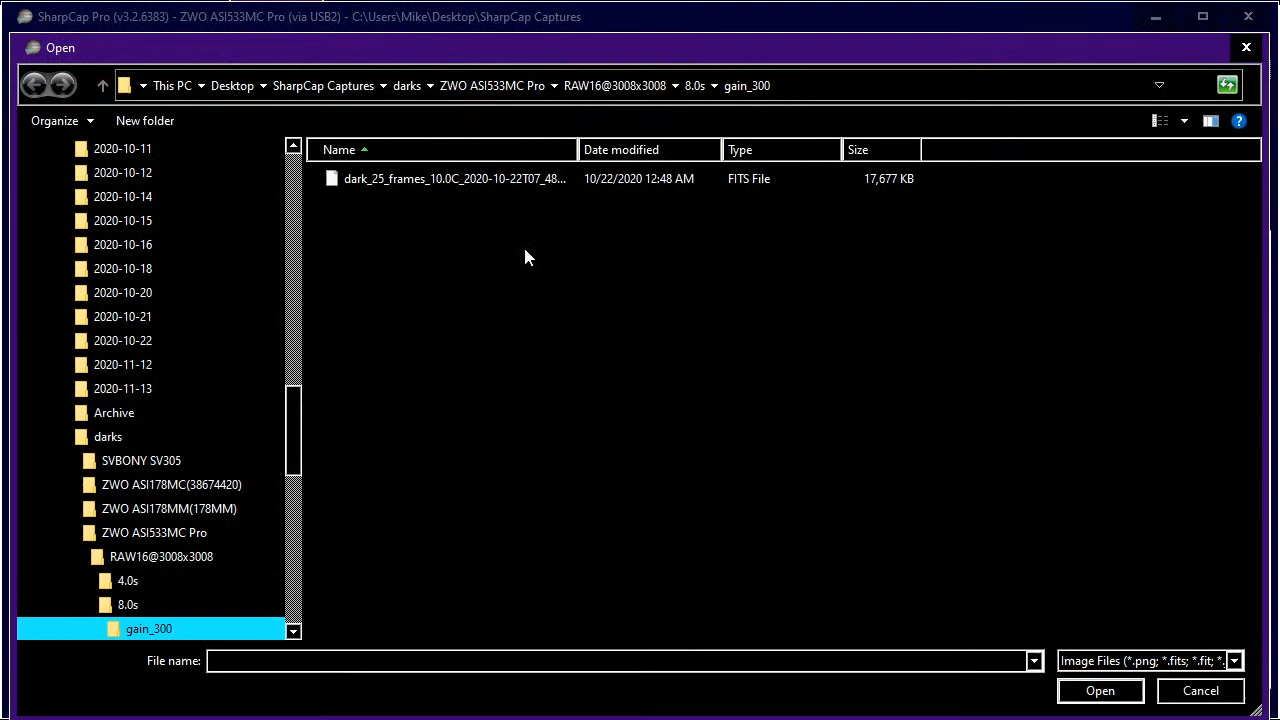 SharpCap Pro (v3.2.6383) - ZWO ASI533MC Pro (via USB2) - C:\Users\Mike\Desktop\SharpCap Captures
Open
This PC Desktop SharpCap Captures darks ZWO ASI533MC Pro RAW16@3008x3008 8.0s gain_300
Organize New folder
Name Date modified Type Size
dark_25_frames_10.0C_2020-10-22T07_48... 10/22/2020 12:48 AM FITS File 17,677 KB
2020-10-11
2020-10-12
2020-10-14
2020-10-15
2020-10-16
2020-10-18
2020-10-20
2020-10-21
2020-10-22
2020-11-12
2020-11-13
Archive
darks
SVBONY SV305
ZWO ASI178MC(38674420)
ZWO ASI178MM(178MM)
ZWO ASI533MC Pro
RAW16@3008x3008
4.0s
8.0s
gain_300
File name: Image Files (*.png; *.fits; *.fit; *.
Open Cancel